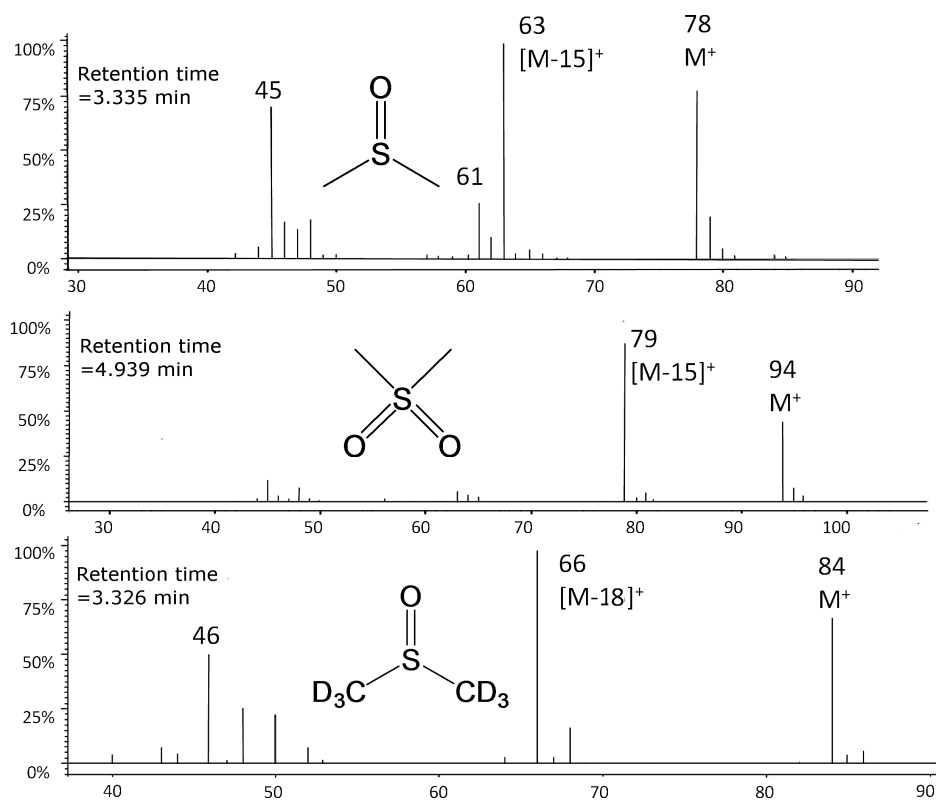 63
[M-15]⁺
78
M⁺
100%
75%
50%
25%
0%
Retention time
=3.335 min
45
O
S
61
30
40
50
60
70
80
90
100%
75%
50%
25%
0%
Retention time
=4.939 min
S
O
O
79
[M-15]⁺
94
M⁺
30
40
50
60
70
80
90
100
100%
75%
50%
25%
0%
Retention time
=3.326 min
46
O
S
D₃C
CD₃
66
[M-18]⁺
84
M⁺
40
50
60
70
80
90